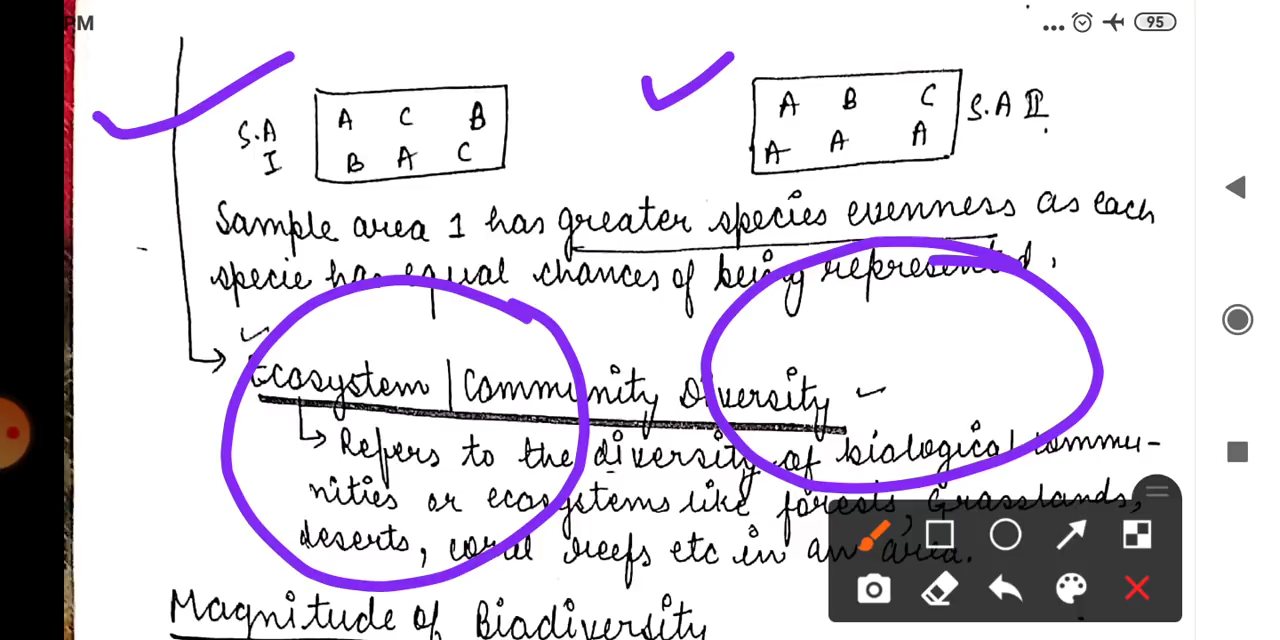 PM
... 95
S.A I
A C B
B A C
A B C
A A A
S.A II
Sample area 1 has greater species evenness as each
specie has equal chances of being represented.
Ecosystem | Community Diversity
Refers to the diversity of biological commu-
nities or ecosystems like forests, Grasslands,
deserts, coral reefs etc in an area.
Magnitude of Biodiversity